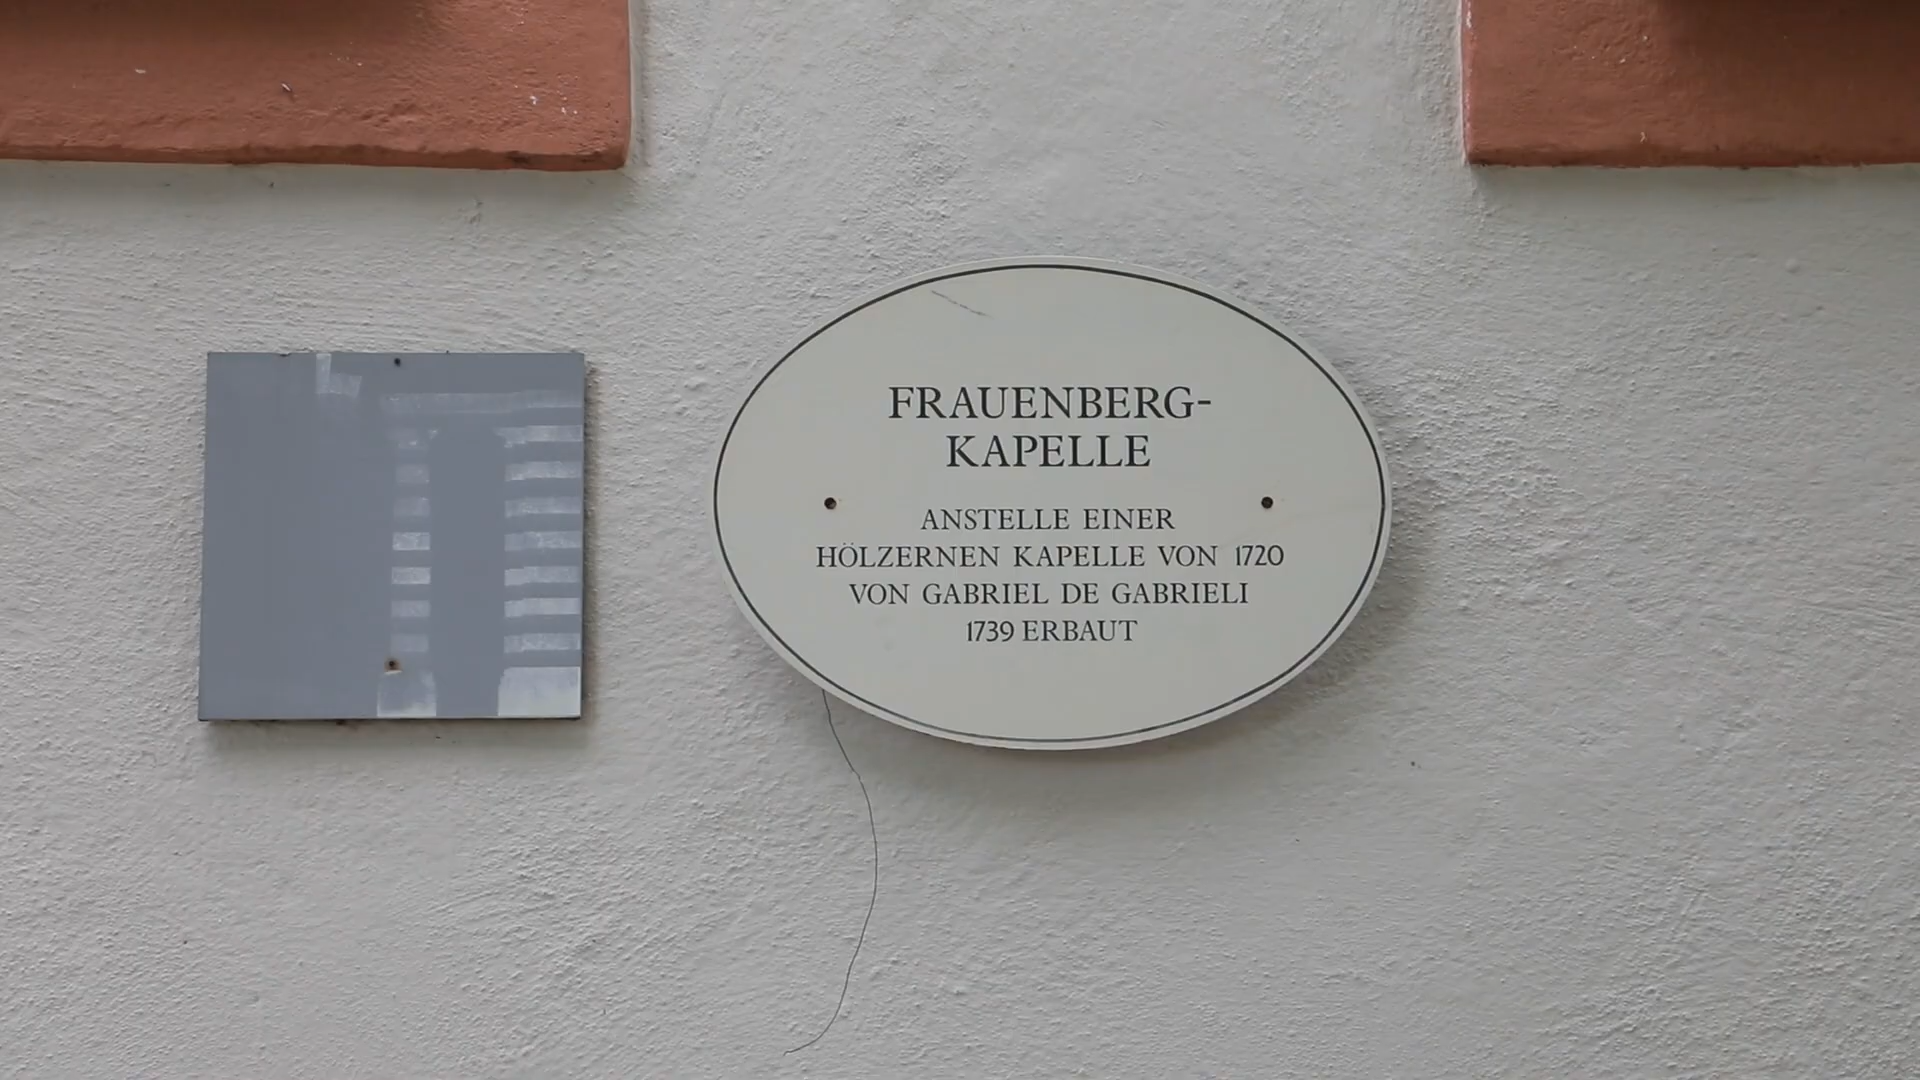 FRAUENBERG-
KAPELLE
ANSTELLE EINER
HÖLZERNEN KAPELLE VON 1720
VON GABRIEL DE GABRIELI
1739 ERBAUT